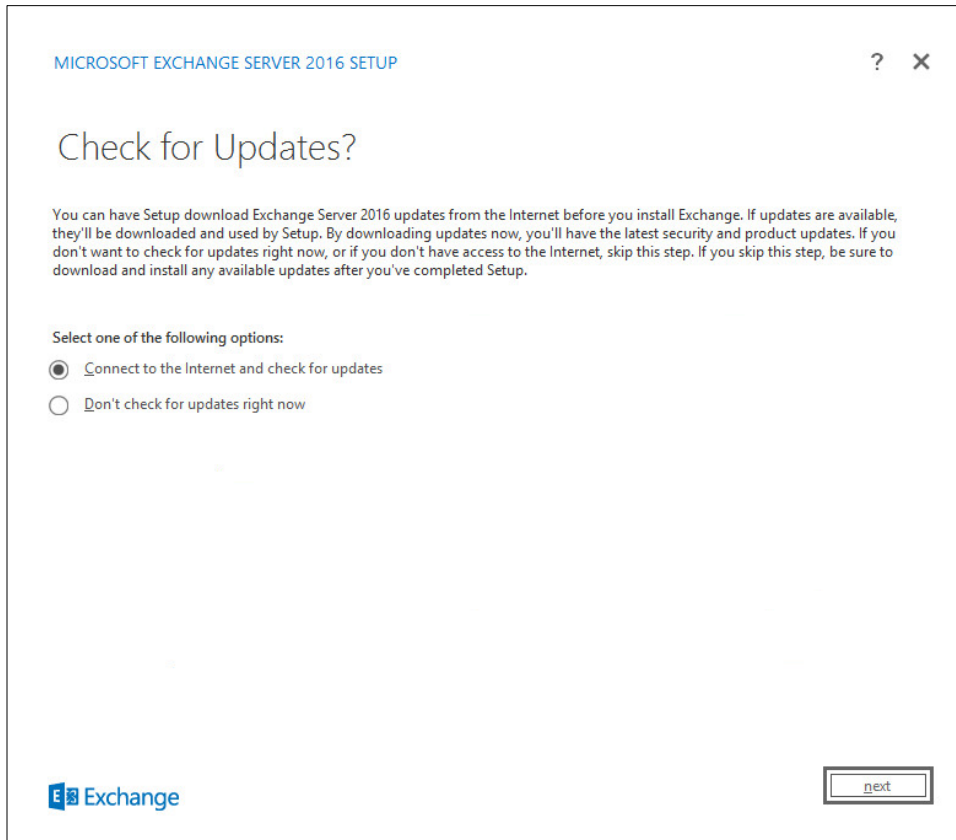 MICROSOFT EXCHANGE SERVER 2016 SETUP
?
Check for Updates?
You can have Setup download Exchange Server 2016 updates from the Internet before you install Exchange. If updates are available,
they'll be downloaded and used by Setup. By downloading updates now, you'll have the latest security and product updates. If you
don't want to check for updates right now, or if you don't have access to the Internet, skip this step. If you skip this step, be sure to
download and install any available updates after you've completed Setup.
Select one of the following options:
Connect to the Internet and check for updates
Don't check for updates right now
Exchange
next